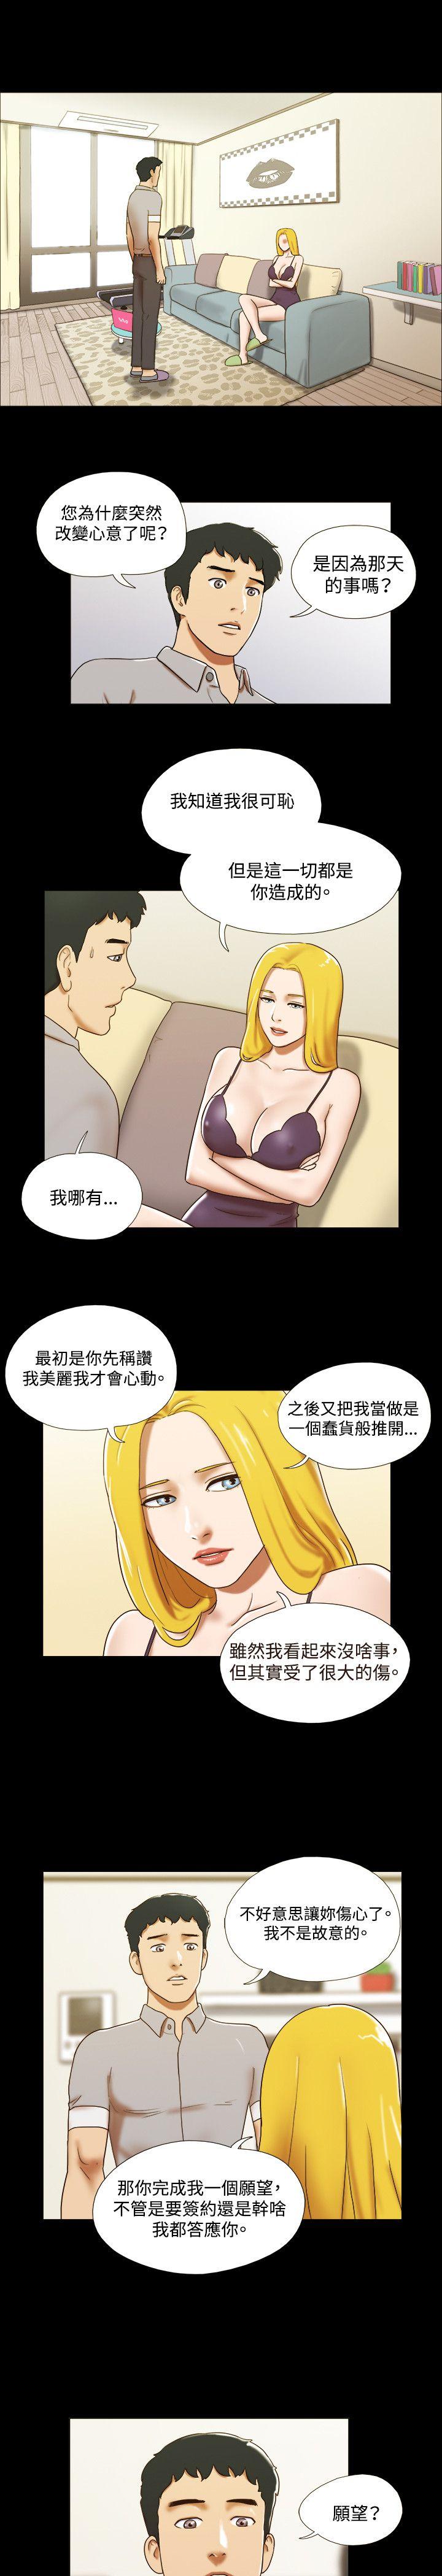 您為什麼突然
改變心意了呢？
是因為那天
的事嗎？
我知道我很可恥
但是這一切都是
你造成的。
我哪有...
最初是你先稱讚
我美麗我才會心動。
之後又把我當做是
一個蠢貨般推開...
雖然我看起來沒啥事，
但其實受了很大的傷。
不好意思讓妳傷心了。
我不是故意的。
那你完成我一個願望，
不管是要簽約還是幹啥
我都答應你。
願望？